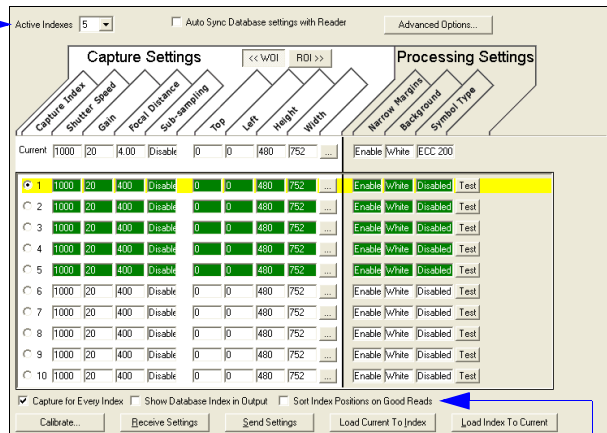 Active Indexes 5 Auto Sync Database settings with Reader Advanced Options...
Capture Settings << WOI ROI >> Processing Settings
Capture Index Shutter Speed Gain Focal Distance Sub-sampling Top Left Height Width Narrow Margins Background Symbol Type
Current 1000 20 4.00 Disable 0 0 480 752 ... Enable White ECC 200
1 1000 20 400 Disable 0 0 480 752 ... Enable White Disabled Test
2 1000 20 400 Disable 0 0 480 752 ... Enable White Disabled Test
3 1000 20 400 Disable 0 0 480 752 ... Enable White Disabled Test
4 1000 20 400 Disable 0 0 480 752 ... Enable White Disabled Test
5 1000 20 400 Disable 0 0 480 752 ... Enable White Disabled Test
6 1000 20 400 Disable 0 0 480 752 ... Enable White Disabled Test
7 1000 20 400 Disable 0 0 480 752 ... Enable White Disabled Test
8 1000 20 400 Disable 0 0 480 752 ... Enable White Disabled Test
9 1000 20 400 Disable 0 0 480 752 ... Enable White Disabled Test
10 1000 20 400 Disable 0 0 480 752 ... Enable White Disabled Test
Capture for Every Index Show Database Index in Output Sort Index Positions on Good Reads
Calibrate... Receive Settings Send Settings Load Current To Index Load Index To Current